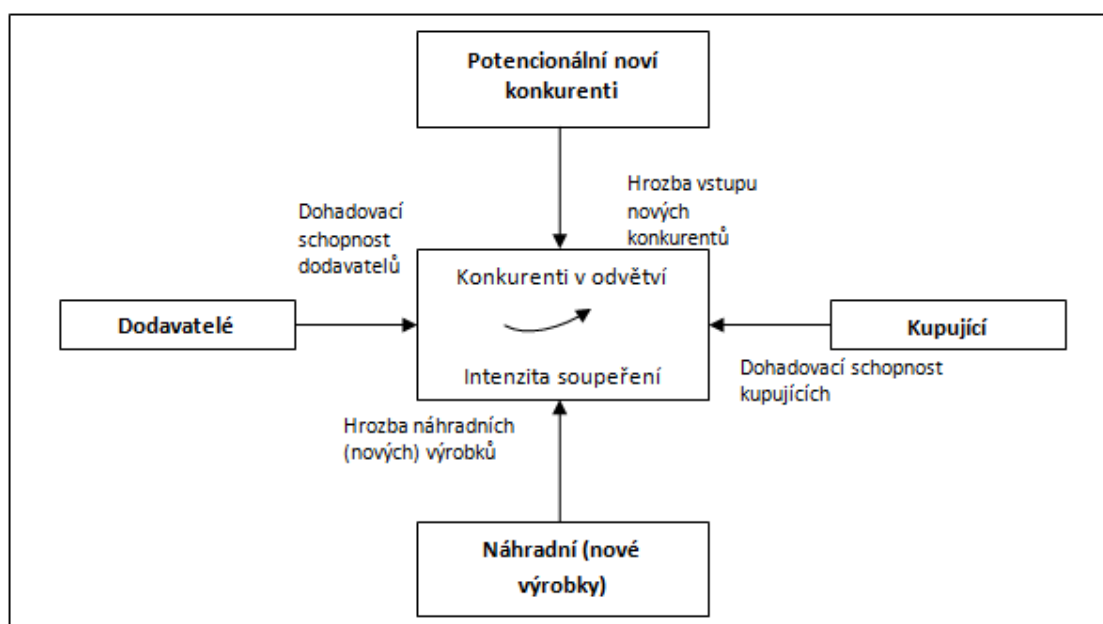 Potencionální noví
konkurenti
Hrozba vstupu
nových
konkurentů
Dohadovací
schopnost
dodavatelů
Konkurenti v odvětví
Dodavatelé
Kupující
Intenzita soupeření
Dohadovací schopnost
kupujících
Hrozba náhradních
(nových) výrobků
Náhradní (nové
výrobky)